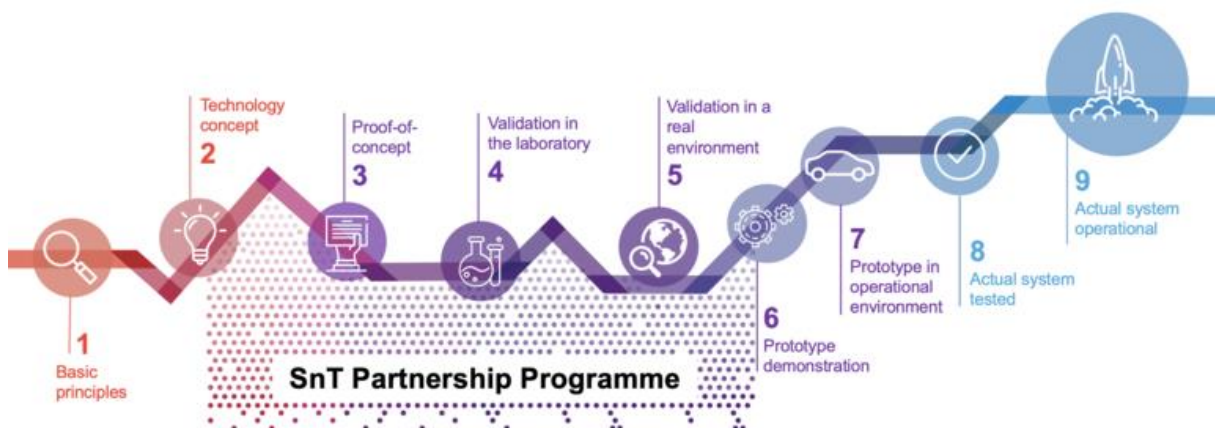 1
Basic
principles
Technology
concept
2
Proof-of-
concept
3
Validation in
the laboratory
4
Validation in a
real
environment
5
6
Prototype
demonstration
7
Prototype in
operational
environment
8
Actual system
tested
9
Actual system
operational
SnT Partnership Programme